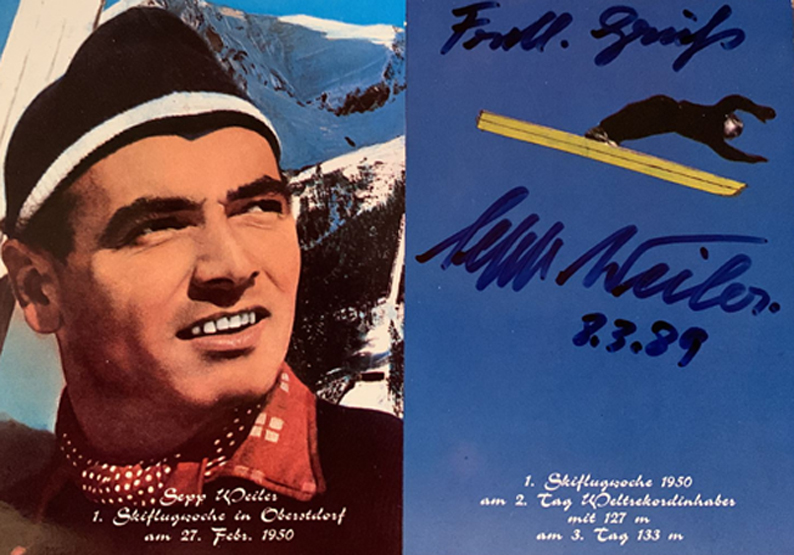 Sepp Weiler
1. Skiflugwoche in Oberstdorf
am 27. Febr. 1950
Frdl. Gruß
Sepp Weiler.
8.3.89
1. Skiflugwoche 1950
am 2. Tag Weltrekordinhaber
mit 127 m
am 3. Tag 133 m